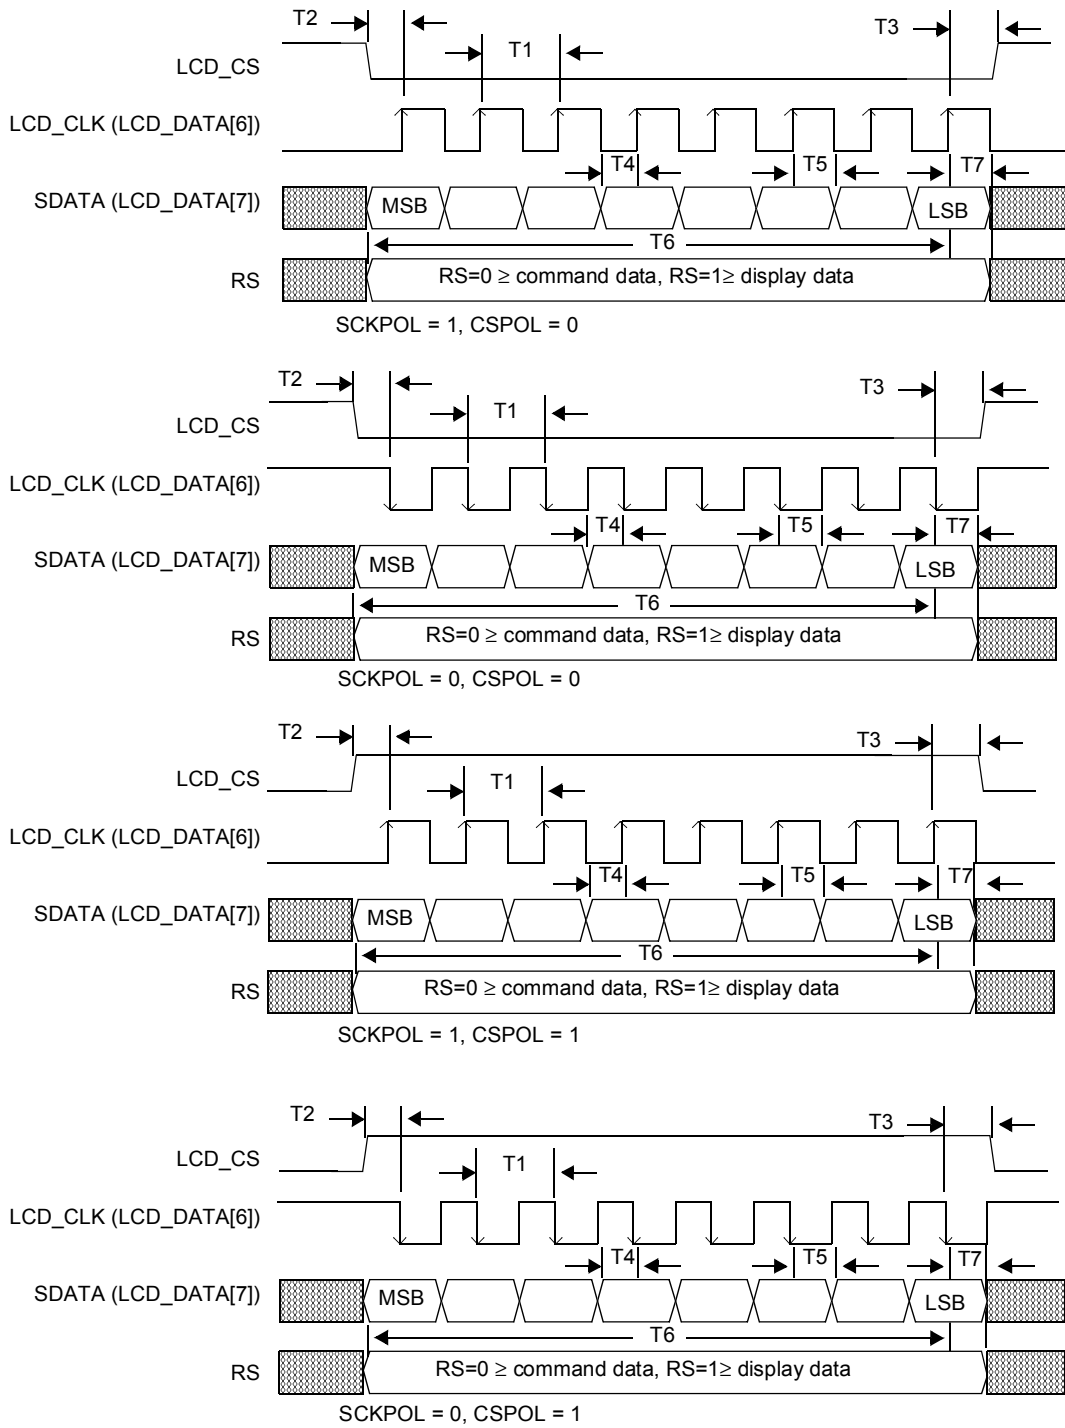 T2
T3
T1
LCD_CS
LCD_CLK (LCD_DATA[6])
T4
T5
T7
SDATA (LCD_DATA[7])
MSB
LSB
T6
RS
RS=0 ≥ command data, RS=1≥ display data
SCKPOL = 1, CSPOL = 0
T2
T3
T1
LCD_CS
LCD_CLK (LCD_DATA[6])
T4
T5
T7
SDATA (LCD_DATA[7])
MSB
LSB
T6
RS
RS=0 ≥ command data, RS=1≥ display data
SCKPOL = 0, CSPOL = 0
T2
T3
LCD_CS
T1
LCD_CLK (LCD_DATA[6])
T4
T5
T7
SDATA (LCD_DATA[7])
MSB
LSB
T6
RS
RS=0 ≥ command data, RS=1≥ display data
SCKPOL = 1, CSPOL = 1
T2
T3
LCD_CS
T1
LCD_CLK (LCD_DATA[6])
T4
T5
T7
SDATA (LCD_DATA[7])
MSB
LSB
T6
RS
RS=0 ≥ command data, RS=1≥ display data
SCKPOL = 0, CSPOL = 1